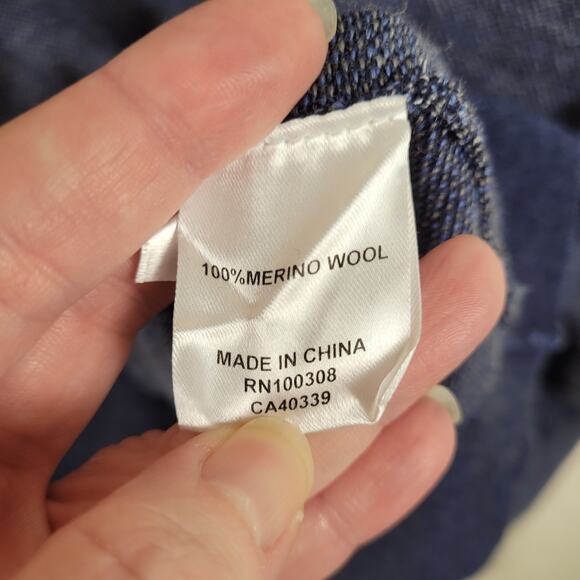 100%MERINO WOOL
MADE IN CHINA
RN100308
CA40339